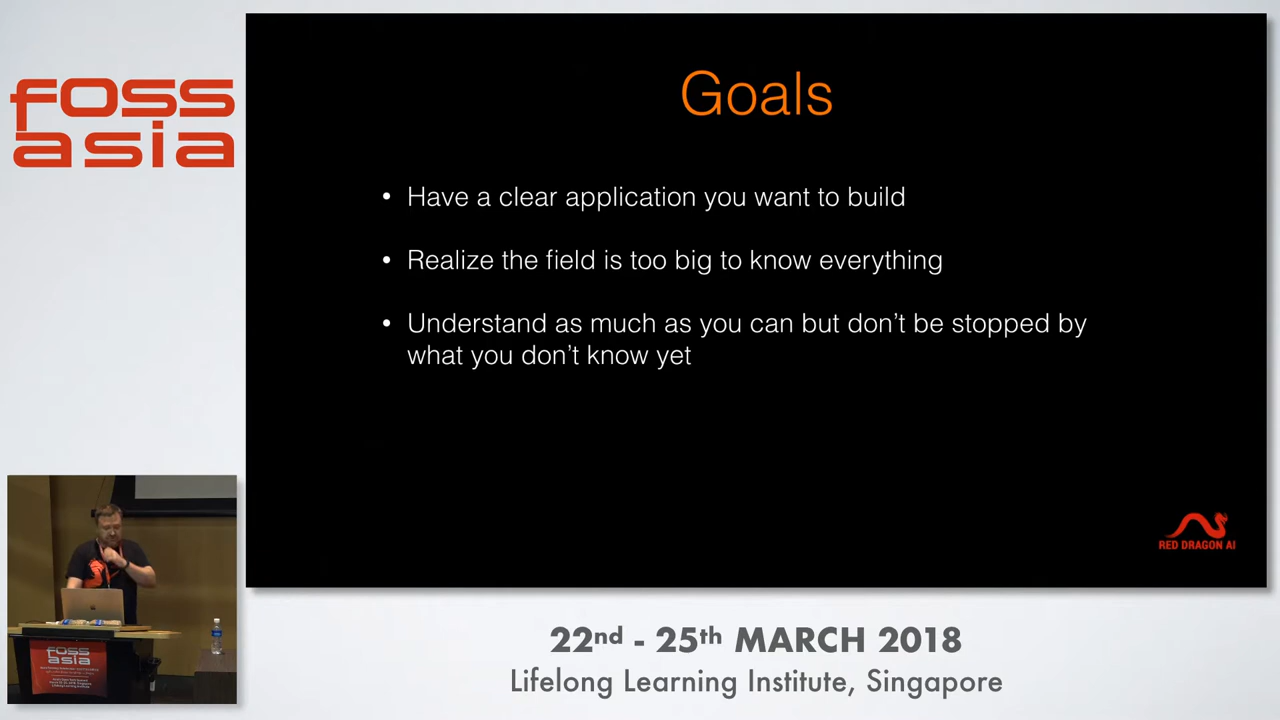 foss
asia
Goals
• Have a clear application you want to build
• Realize the field is too big to know everything
• Understand as much as you can but don't be stopped by
what you don't know yet
RED DRAGON AI
foss
asia
22nd - 25th MARCH 2018
Lifelong Learning Institute, Singapore